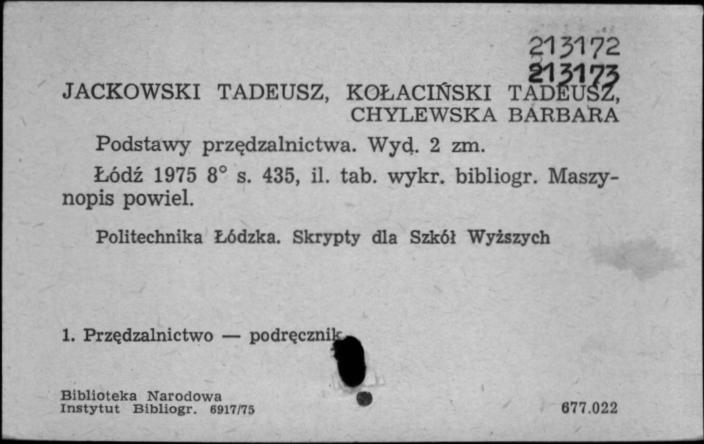 213172
213173
JACKOWSKI TADEUSZ, KOŁACIŃSKI TADEUSZ,
CHYLEWSKA BARBARA
Podstawy przędzalnictwa. Wyd. 2 zm.
Łódź 1975 8° s. 435, il. tab. wykr. bibliogr. Maszy-
nopis powiel.
Politechnika Łódzka. Skrypty dla Szkół Wyższych
1. Przędzalnictwo — podręcznik
Biblioteka Narodowa
Instytut Bibliogr. 6917/75
677.022